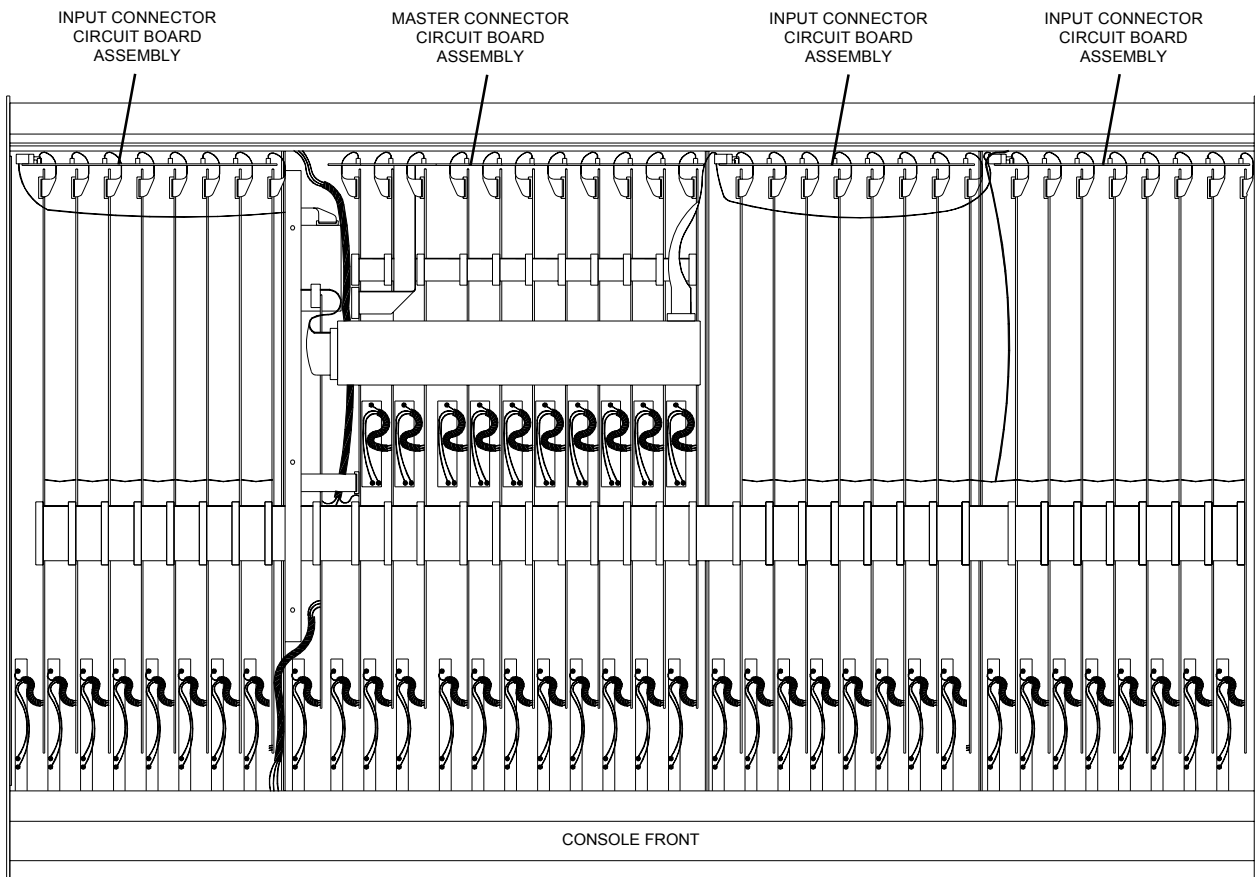 INPUT CONNECTOR
CIRCUIT BOARD
ASSEMBLY
MASTER CONNECTOR
CIRCUIT BOARD
ASSEMBLY
INPUT CONNECTOR
CIRCUIT BOARD
ASSEMBLY
INPUT CONNECTOR
CIRCUIT BOARD
ASSEMBLY
CONSOLE FRONT